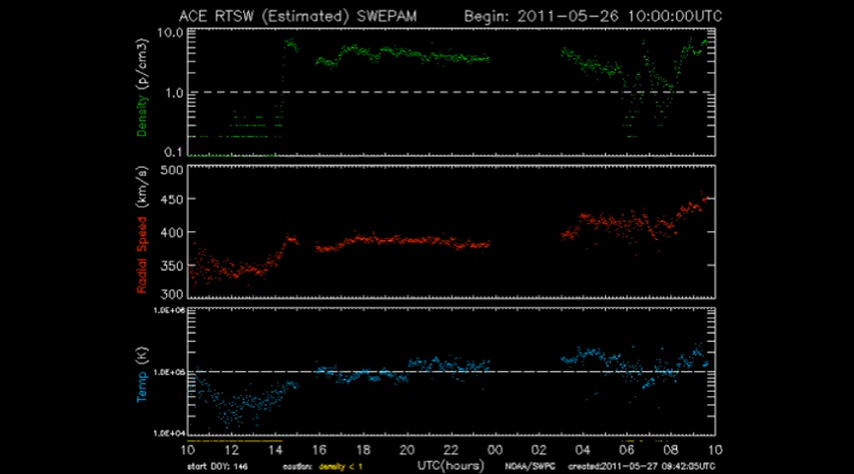 ACE RTSW (Estimated) SWEPAM Begin: 2011-05-26 10:00:00UTC
Density (p/cm3)
10.0
1.0
0.1
Radial Speed (km/s)
500
450
400
350
300
Temp (K)
1.0E+06
1.0E+05
1.0E+04
10 12 14 16 18 20 22 00 02 04 06 08 10
start DOY: 146 caution: density < 1 UTC(hours) NOAA/SWPC created:2011-05-27 09:42:05UTC